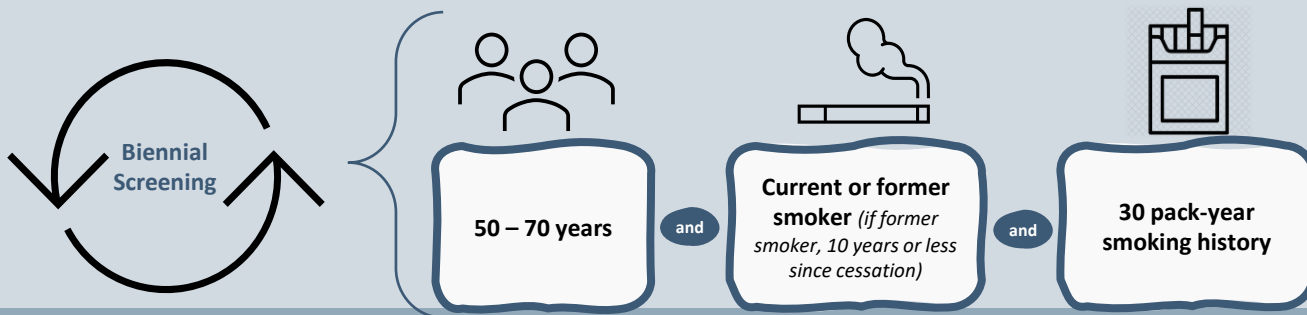 Biennial
Screening
50 – 70 years
and
Current or former
smoker (if former
smoker, 10 years or less
since cessation)
and
30 pack-year
smoking history